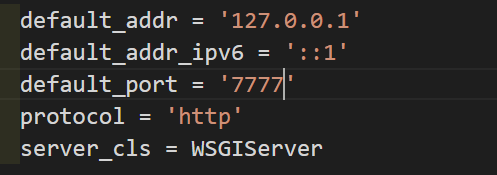 default_addr = '127.0.0.1'
default_addr_ipv6 = '::1'
default_port = '7777'
protocol = 'http'
server_cls = WSGIServer